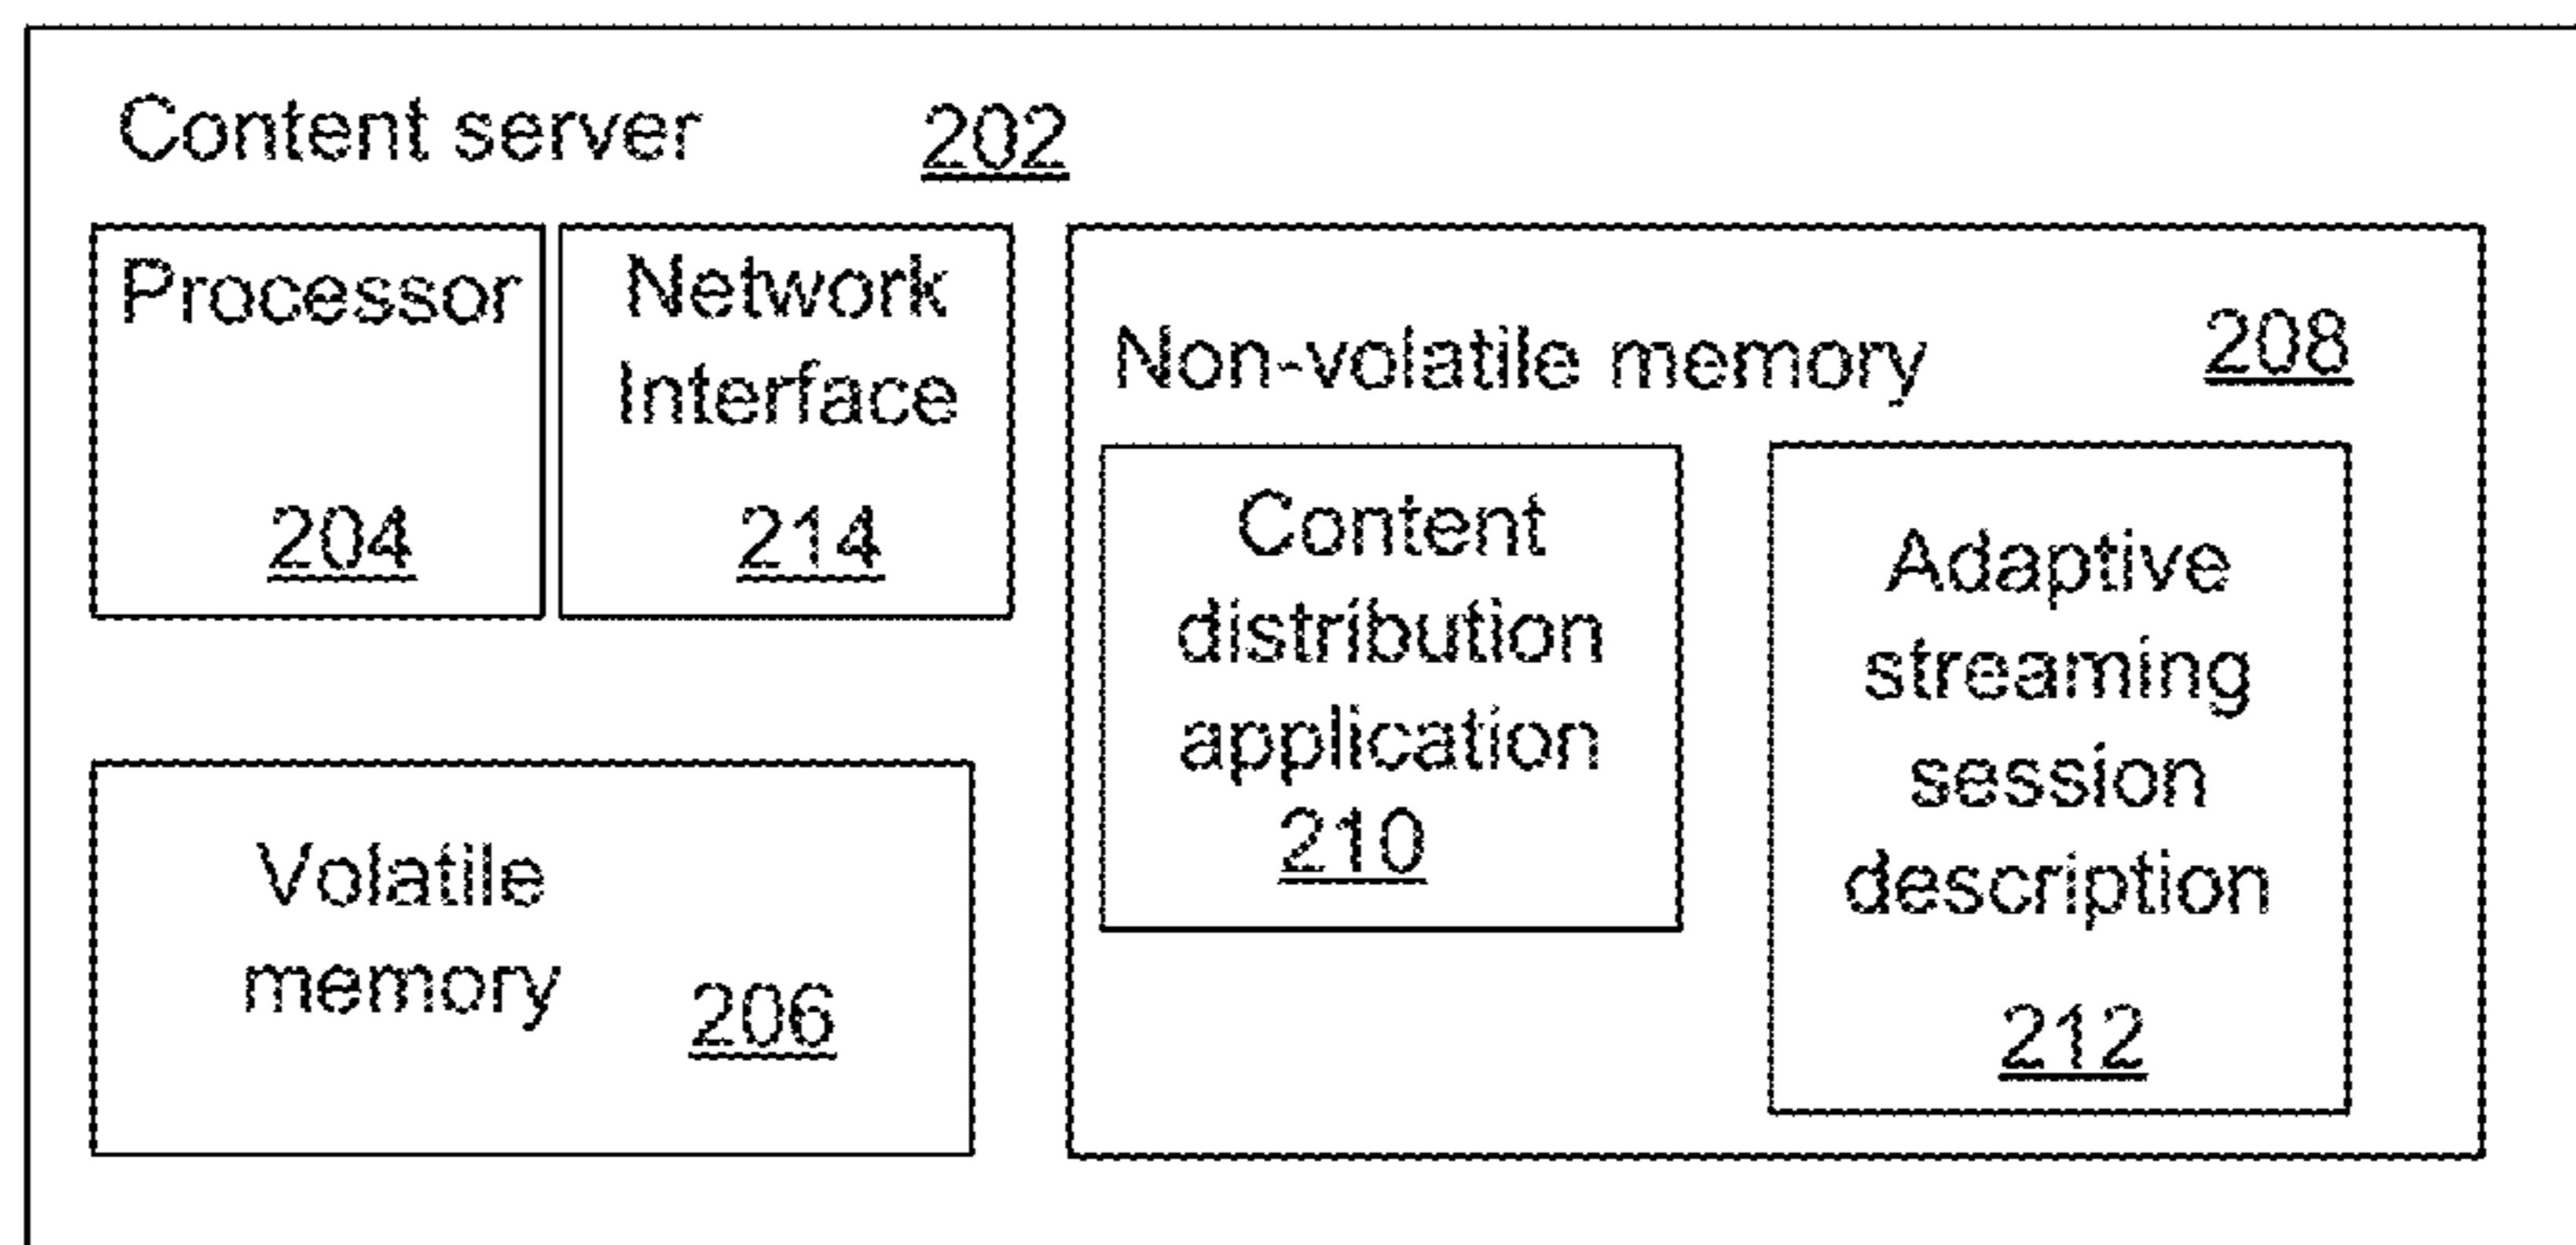 Content server 202
Processor
204
Network
Interface
214
Volatile
memory 206
Non-volatile memory 208
Content
distribution
application
210
Adaptive
streaming
session
description
212